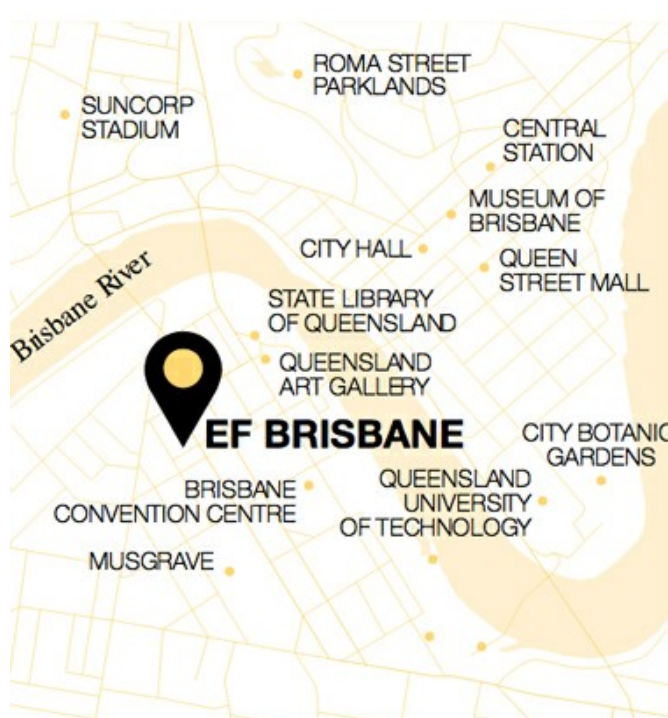 ROMA STREET
PARKLANDS
SUNCORP
STADIUM
CENTRAL
STATION
MUSEUM OF
BRISBANE
CITY HALL
QUEEN
STREET MALL
Brisbane River
STATE LIBRARY
OF QUEENSLAND
QUEENSLAND
ART GALLERY
EF BRISBANE
CITY BOTANIC
GARDENS
QUEENSLAND
UNIVERSITY
OF TECHNOLOGY
BRISBANE
CONVENTION CENTRE
MUSGRAVE